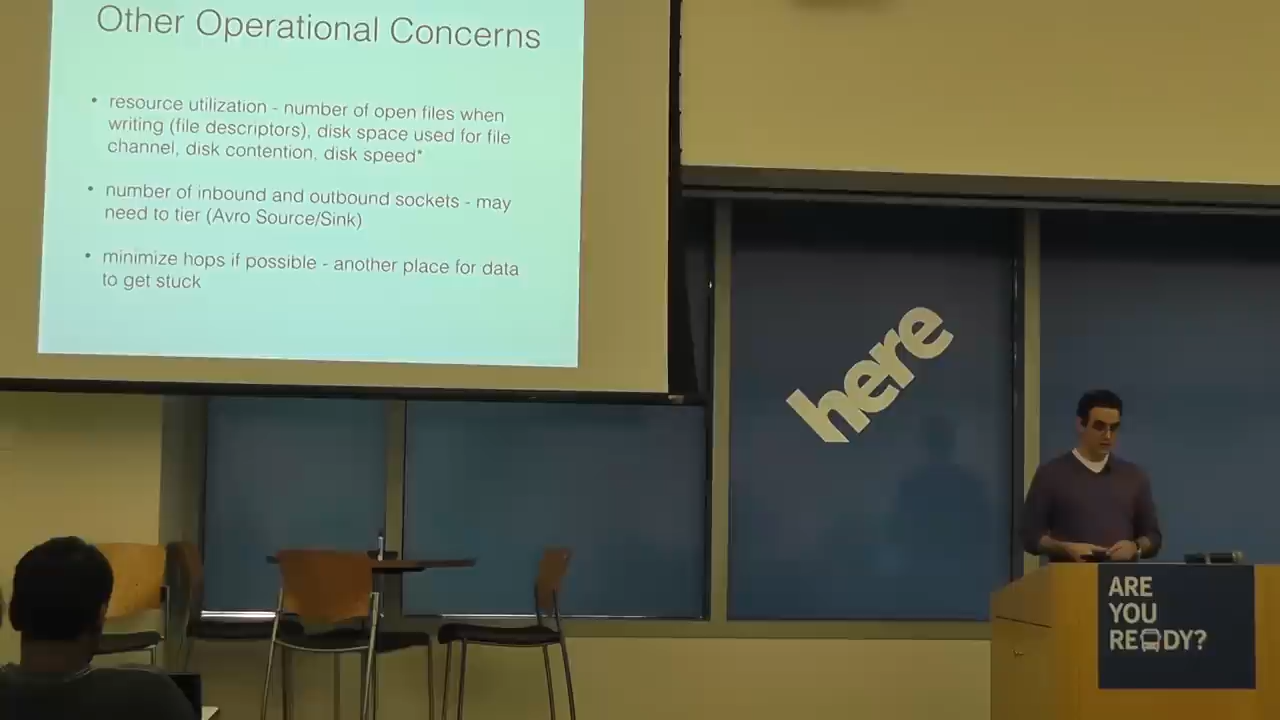 Other Operational Concerns
• resource utilization - number of open files when
writing (file descriptors), disk space used for file
channel, disk contention, disk speed*
• number of inbound and outbound sockets - may
need to tier (Avro Source/Sink)
• minimize hops if possible - another place for data
to get stuck
here
ARE
YOU
READY?